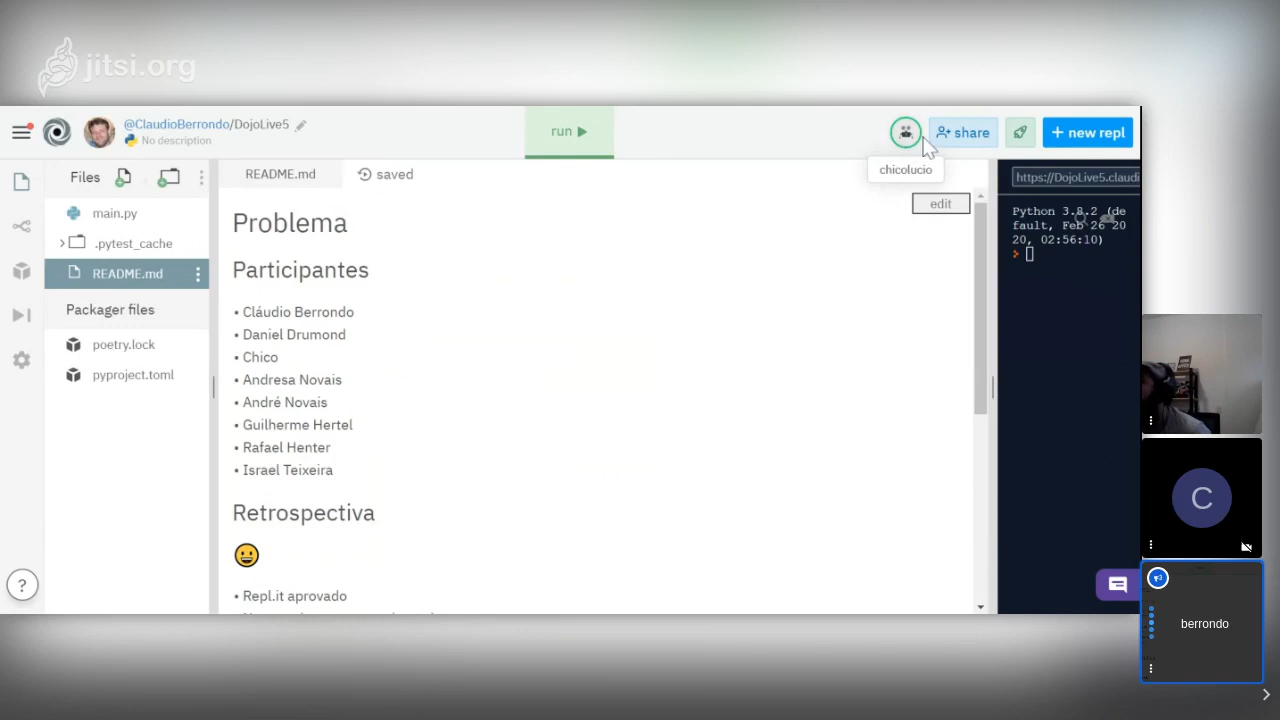 jitsi.org
@ClaudioBerrondo/DojoLive5
No description
run
share
+ new repl
chicolucio
Files
README.md
saved
https://DojoLive5.claudi
edit
main.py
.pytest_cache
README.md
Packager files
poetry.lock
pyproject.toml
Problema
Participantes
• Cláudio Berrondo
• Daniel Drumond
• Chico
• Andresa Novais
• André Novais
• Guilherme Hertel
• Rafael Henter
• Israel Teixeira
Retrospectiva
• Repl.it aprovado
Python 3.8.2 (de
fault, Feb 26 20
20, 02:56:10)
?
C
berrondo